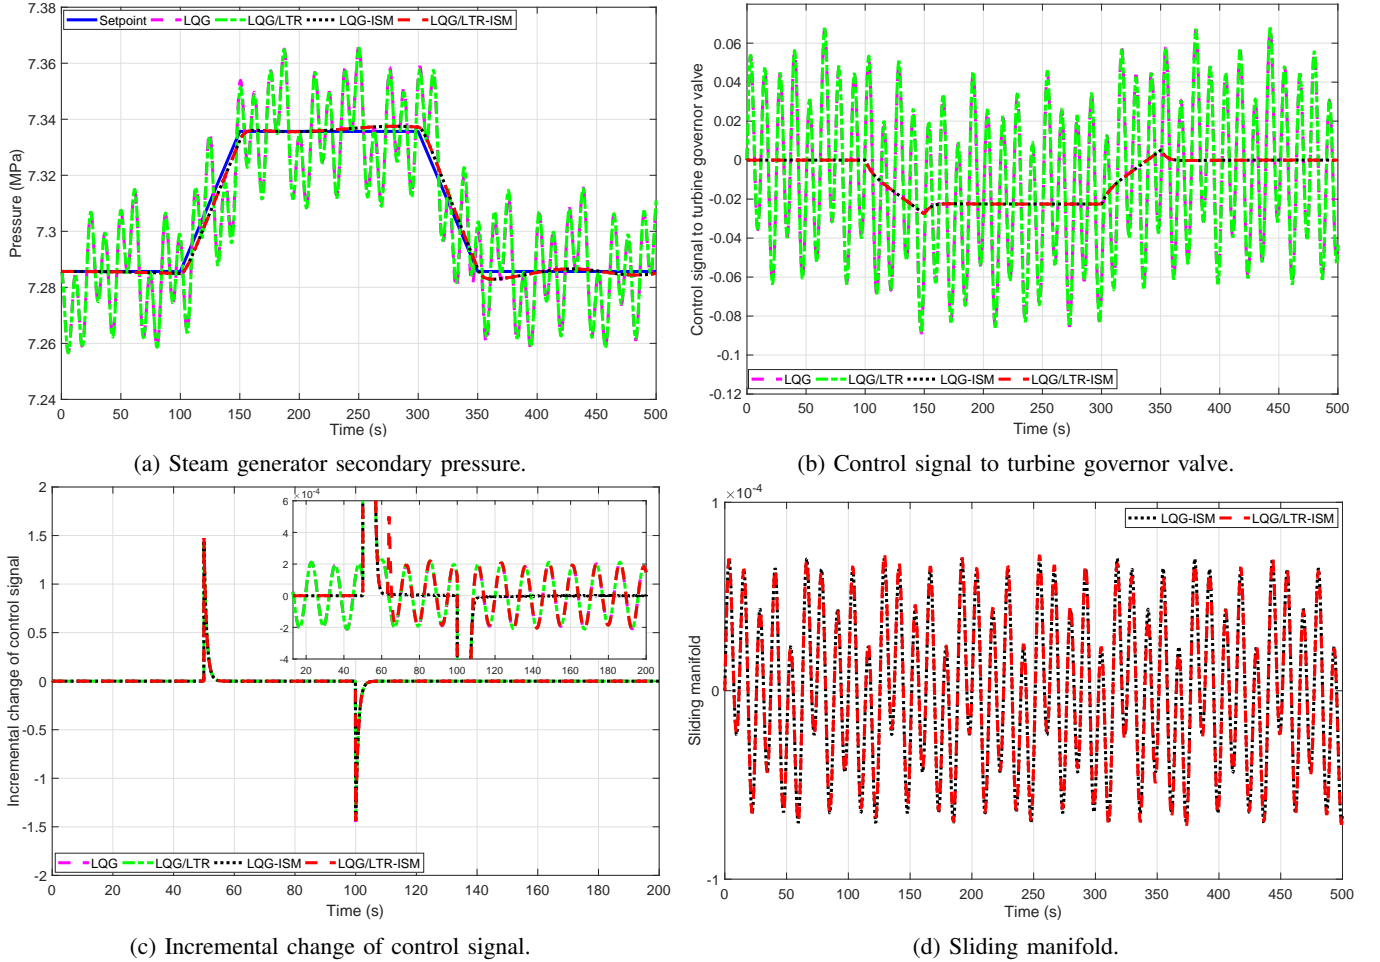 7.38
7.36
7.34
7.32
7.3
7.28
7.26
7.24
Pressure (MPa)
Setpoint LQG LQG/LTR LQG-ISM LQG/LTR-ISM
0 50 100 150 200 250 300 350 400 450 500
Time (s)
(a) Steam generator secondary pressure.
0.06
0.04
0.02
0
-0.02
-0.04
-0.06
-0.08
-0.1
-0.12
Control signal to turbine governor valve
LQG LQG/LTR LQG-ISM LQG/LTR-ISM
0 50 100 150 200 250 300 350 400 450 500
Time (s)
(b) Control signal to turbine governor valve.
2
1.5
1
0.5
0
-0.5
-1
-1.5
-2
Incremental change of control signal
×10⁻⁴
6
4
2
0
-2
-4
20 40 60 80 100 120 140 160 180 200
LQG LQG/LTR LQG-ISM LQG/LTR-ISM
0 20 40 60 80 100 120 140 160 180 200
Time (s)
(c) Incremental change of control signal.
×10⁻⁴
1
0
-1
Sliding manifold
LQG-ISM LQG/LTR-ISM
0 50 100 150 200 250 300 350 400 450 500
Time (s)
(d) Sliding manifold.